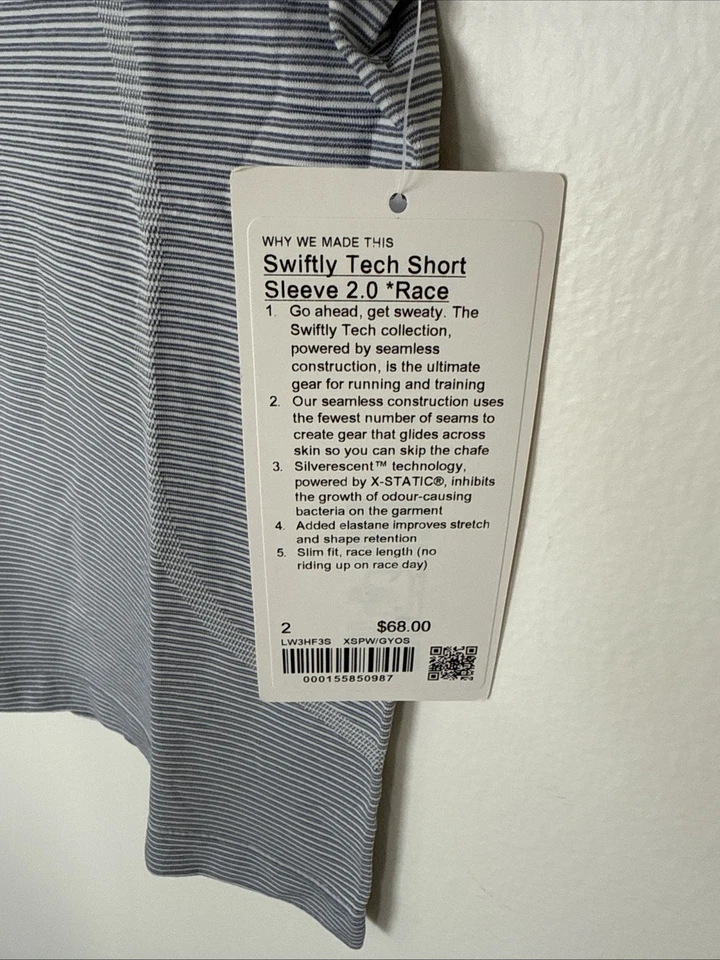 WHY WE MADE THIS
Swiftly Tech Short
Sleeve 2.0 *Race
1. Go ahead, get sweaty. The
Swiftly Tech collection,
powered by seamless
construction, is the ultimate
gear for running and training
2. Our seamless construction uses
the fewest number of seams to
create gear that glides across
skin so you can skip the chafe
3. Silverescent™ technology,
powered by X-STATIC®, inhibits
the growth of odour-causing
bacteria on the garment
4. Added elastane improves stretch
and shape retention
5. Slim fit, race length (no
riding up on race day)
2 $68.00
LW3HF3S XSPW/GYOS
000155850987